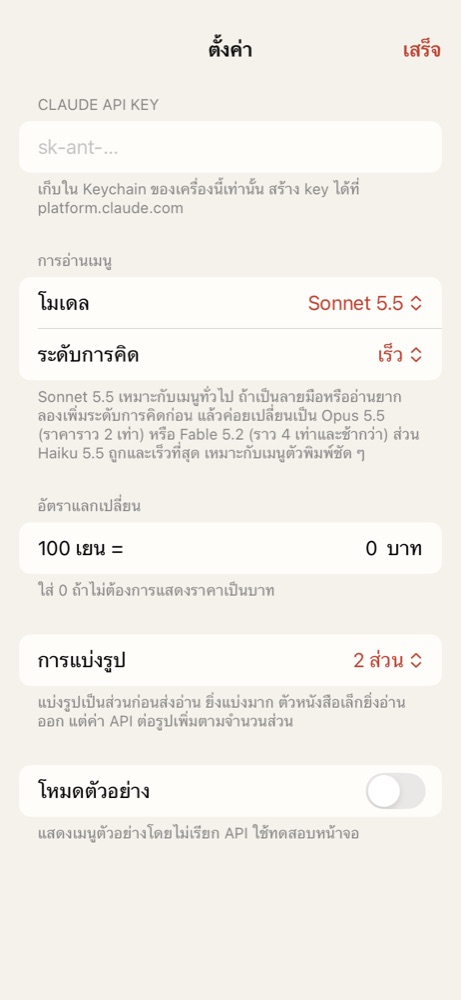 ตั้งค่า
เสร็จ
CLAUDE API KEY
sk-ant-...
เก็บใน Keychain ของเครื่องนี้เท่านั้น สร้าง key ได้ที่
platform.claude.com
การอ่านเมนู
โมเดล Sonnet 5.5
ระดับการคิด เร็ว
Sonnet 5.5 เหมาะกับเมนูทั่วไป ถ้าเป็นลายมือหรืออ่านยาก
ลองเพิ่มระดับการคิดก่อน แล้วค่อยเปลี่ยนเป็น Opus 5.5
(ราคาราว 2 เท่า) หรือ Fable 5.2 (ราว 4 เท่าและช้ากว่า) ส่วน
Haiku 5.5 ถูกและเร็วที่สุด เหมาะกับเมนูตัวพิมพ์ชัด ๆ
อัตราแลกเปลี่ยน
100 เยน = 0 บาท
ใส่ 0 ถ้าไม่ต้องการแสดงราคาเป็นบาท
การแบ่งรูป 2 ส่วน
แบ่งรูปเป็นส่วนก่อนส่งอ่าน ยิ่งแบ่งมาก ตัวหนังสือเล็กยิ่งอ่าน
ออก แต่ค่า API ต่อรูปเพิ่มตามจำนวนส่วน
โหมดตัวอย่าง
แสดงเมนูตัวอย่างโดยไม่เรียก API ใช้ทดสอบหน้าจอ